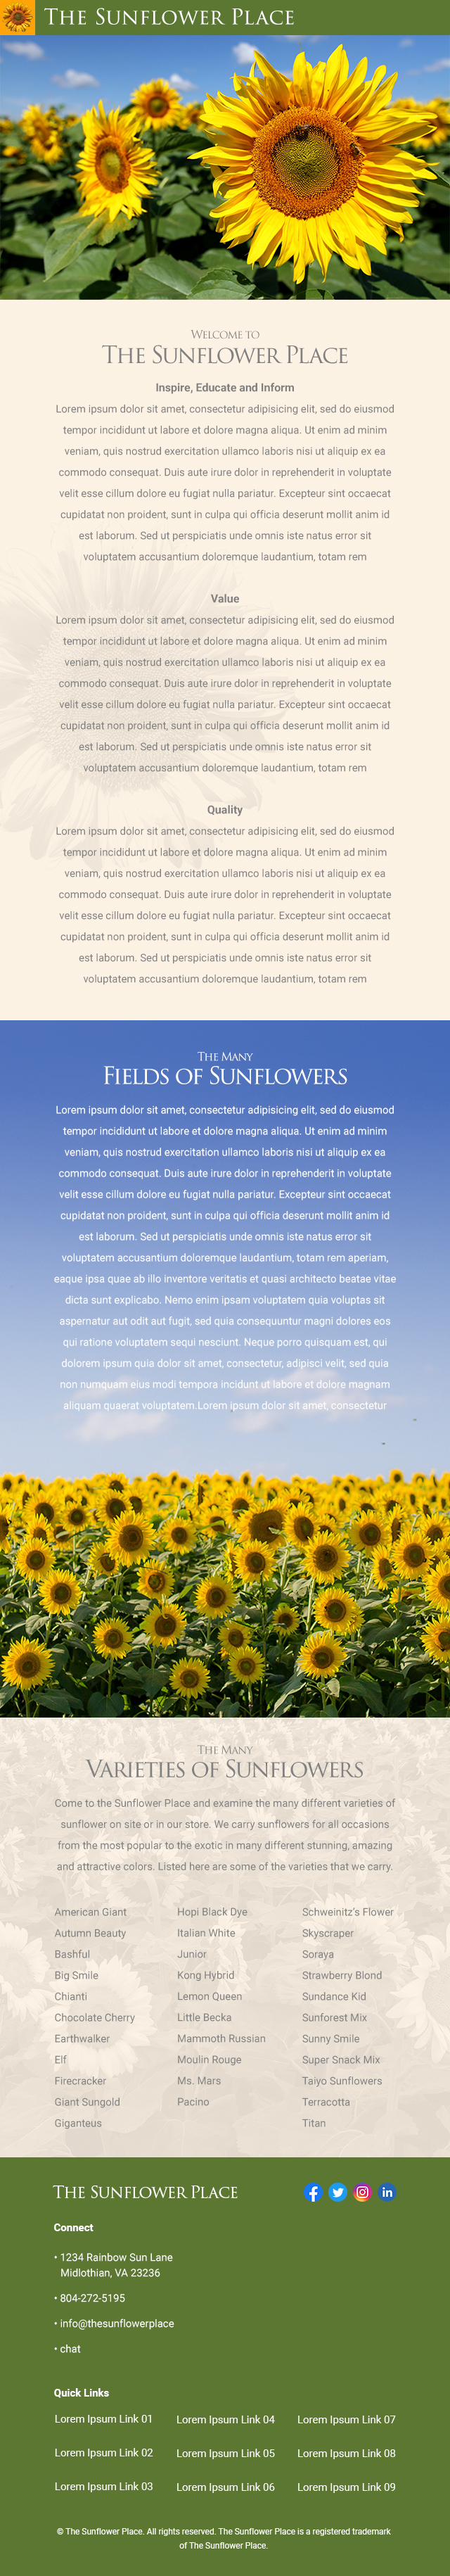 The Sunflower Place
Welcome to
The Sunflower Place
Inspire, Educate and Inform
Lorem ipsum dolor sit amet, consectetur adipisicing elit, sed do eiusmod
tempor incididunt ut labore et dolore magna aliqua. Ut enim ad minim
veniam, quis nostrud exercitation ullamco laboris nisi ut aliquip ex ea
commodo consequat. Duis aute irure dolor in reprehenderit in voluptate
velit esse cillum dolore eu fugiat nulla pariatur. Excepteur sint occaecat
cupidatat non proident, sunt in culpa qui officia deserunt mollit anim id
est laborum. Sed ut perspiciatis unde omnis iste natus error sit
voluptatem accusantium doloremque laudantium, totam rem
Value
Lorem ipsum dolor sit amet, consectetur adipisicing elit, sed do eiusmod
tempor incididunt ut labore et dolore magna aliqua. Ut enim ad minim
veniam, quis nostrud exercitation ullamco laboris nisi ut aliquip ex ea
commodo consequat. Duis aute irure dolor in reprehenderit in voluptate
velit esse cillum dolore eu fugiat nulla pariatur. Excepteur sint occaecat
cupidatat non proident, sunt in culpa qui officia deserunt mollit anim id
est laborum. Sed ut perspiciatis unde omnis iste natus error sit
voluptatem accusantium doloremque laudantium, totam rem
Quality
Lorem ipsum dolor sit amet, consectetur adipisicing elit, sed do eiusmod
tempor incididunt ut labore et dolore magna aliqua. Ut enim ad minim
veniam, quis nostrud exercitation ullamco laboris nisi ut aliquip ex ea
commodo consequat. Duis aute irure dolor in reprehenderit in voluptate
velit esse cillum dolore eu fugiat nulla pariatur. Excepteur sint occaecat
cupidatat non proident, sunt in culpa qui officia deserunt mollit anim id
est laborum. Sed ut perspiciatis unde omnis iste natus error sit
voluptatem accusantium doloremque laudantium, totam rem
The Many
Fields of Sunflowers
Lorem ipsum dolor sit amet, consectetur adipisicing elit, sed do eiusmod
tempor incididunt ut labore et dolore magna aliqua. Ut enim ad minim
veniam, quis nostrud exercitation ullamco laboris nisi ut aliquip ex ea
commodo consequat. Duis aute irure dolor in reprehenderit in voluptate
velit esse cillum dolore eu fugiat nulla pariatur. Excepteur sint occaecat
cupidatat non proident, sunt in culpa qui officia deserunt mollit anim id
est laborum. Sed ut perspiciatis unde omnis iste natus error sit
voluptatem accusantium doloremque laudantium, totam rem aperiam,
eaque ipsa quae ab illo inventore veritatis et quasi architecto beatae vitae
dicta sunt explicabo. Nemo enim ipsam voluptatem quia voluptas sit
aspernatur aut odit aut fugit, sed quia consequuntur magni dolores eos
qui ratione voluptatem sequi nesciunt. Neque porro quisquam est, qui
dolorem ipsum quia dolor sit amet, consectetur, adipisci velit, sed quia
non numquam eius modi tempora incidunt ut labore et dolore magnam
aliquam quaerat voluptatem.Lorem ipsum dolor sit amet, consectetur
The Many
Varieties of Sunflowers
Come to the Sunflower Place and examine the many different varieties of
sunflower on site or in our store. We carry sunflowers for all occasions
from the most popular to the exotic in many different stunning, amazing
and attractive colors. Listed here are some of the varieties that we carry.
American Giant
Autumn Beauty
Bashful
Big Smile
Chianti
Chocolate Cherry
Earthwalker
Elf
Firecracker
Giant Sungold
Giganteus
Hopi Black Dye
Italian White
Junior
Kong Hybrid
Lemon Queen
Little Becka
Mammoth Russian
Moulin Rouge
Ms. Mars
Pacino
Schweinitz's Flower
Skyscraper
Soraya
Strawberry Blond
Sundance Kid
Sunforest Mix
Sunny Smile
Super Snack Mix
Taiyo Sunflowers
Terracotta
Titan
The Sunflower Place
Connect
• 1234 Rainbow Sun Lane
Midlothian, VA 23236
• 804-272-5195
• info@thesunflowerplace
• chat
Quick Links
Lorem Ipsum Link 01
Lorem Ipsum Link 02
Lorem Ipsum Link 03
Lorem Ipsum Link 04
Lorem Ipsum Link 05
Lorem Ipsum Link 06
Lorem Ipsum Link 07
Lorem Ipsum Link 08
Lorem Ipsum Link 09
© The Sunflower Place. All rights reserved. The Sunflower Place is a registered trademark
of The Sunflower Place.